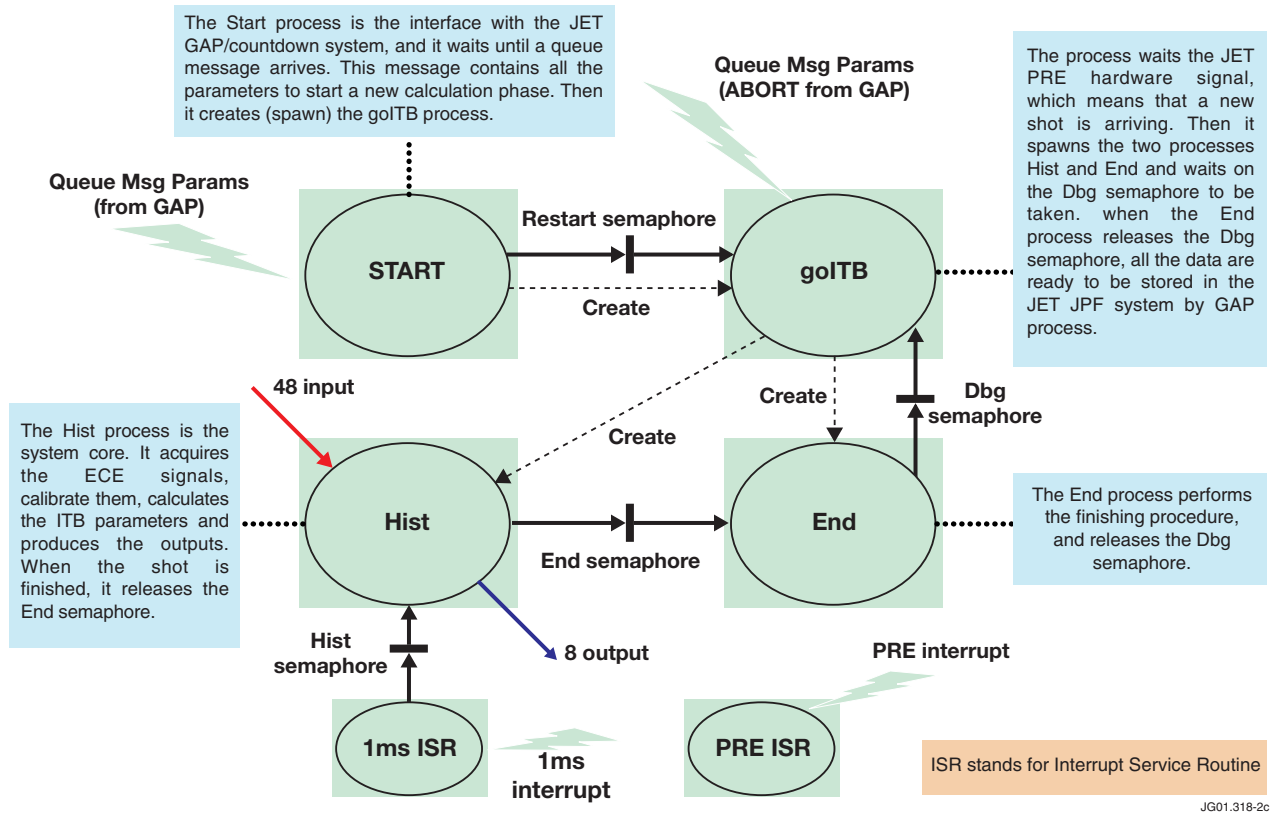 The Start process is the interface with the JET
GAP/countdown system, and it waits until a queue
message arrives. This message contains all the
parameters to start a new calculation phase. Then
it creates (spawn) the goITB process.
Queue Msg Params
(ABORT from GAP)
The process waits the JET
PRE hardware signal,
which means that a new
shot is arriving. Then it
spawns the two processes
Hist and End and waits on
the Dbg semaphore to be
taken. when the End
process releases the Dbg
semaphore, all the data are
ready to be stored in the
JET JPF system by GAP
process.
Queue Msg Params
(from GAP)
START
Restart semaphore
Create
goITB
48 input
Create
Create
Dbg
semaphore
The Hist process is the
system core. It acquires
the ECE signals,
calibrate them, calculates
the ITB parameters and
produces the outputs.
When the shot is
finished, it releases the
End semaphore.
Hist
End semaphore
End
The End process performs
the finishing procedure,
and releases the Dbg
semaphore.
Hist
semaphore
8 output
PRE interrupt
1ms ISR
1ms
interrupt
PRE ISR
ISR stands for Interrupt Service Routine
JG01.318-2c